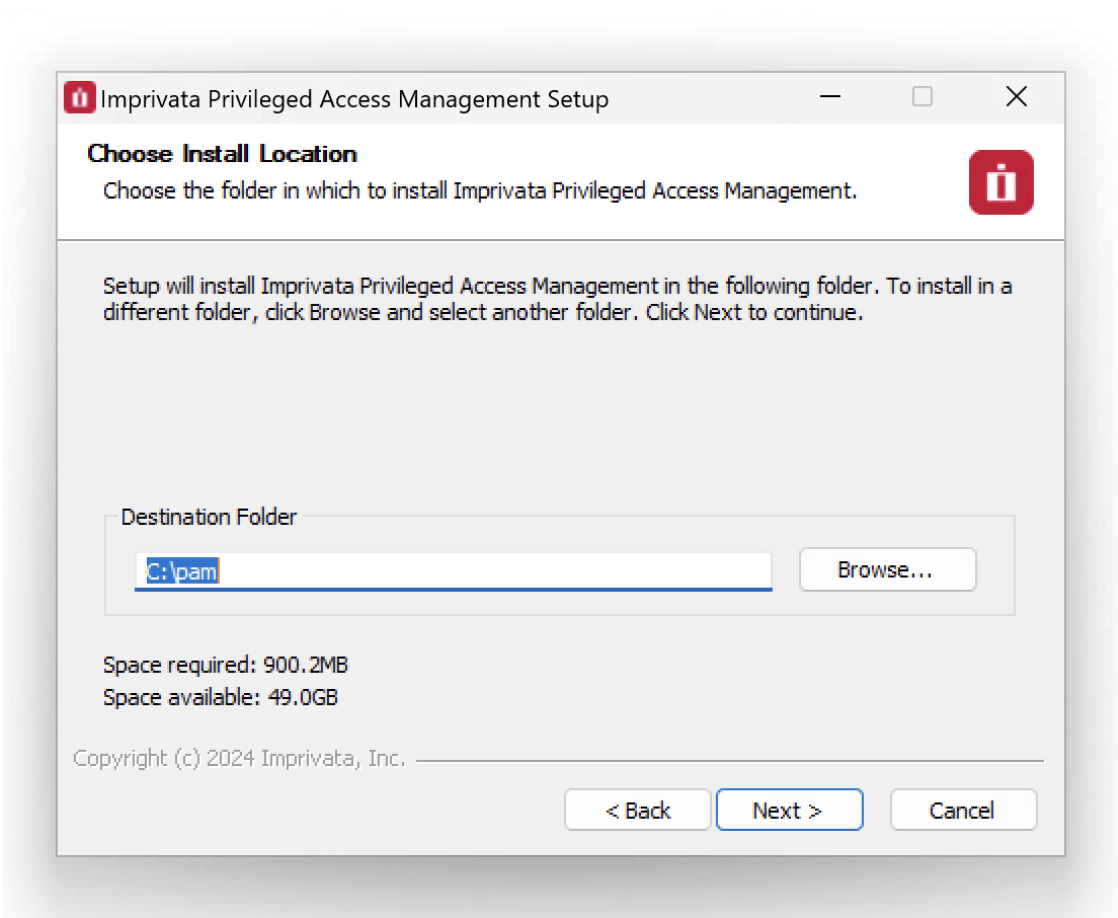 Imprivata Privileged Access Management Setup
Choose Install Location
Choose the folder in which to install Imprivata Privileged Access Management.
Setup will install Imprivata Privileged Access Management in the following folder. To install in a
different folder, click Browse and select another folder. Click Next to continue.
Destination Folder
C:\pam
Browse...
Space required: 900.2MB
Space available: 49.0GB
Copyright (c) 2024 Imprivata, Inc.
< Back
Next >
Cancel